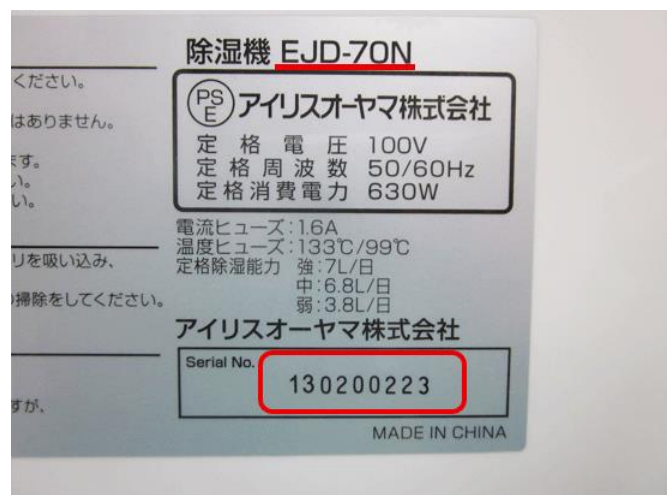 除湿機 EJD-70N
ください。
PSE アイリスオーヤマ株式会社
はありません。
定格電圧 100V
定格周波数 50/60Hz
ます。
定格消費電力 630W
い。
い。
電流ヒューズ:1.6A
温度ヒューズ:133℃/99℃
リを吸い込み、
定格除湿能力 強:7L/日
中:6.8L/日
掃除をしてください。
弱:3.8L/日
アイリスオーヤマ株式会社
Serial No.
130200223
すが、
MADE IN CHINA